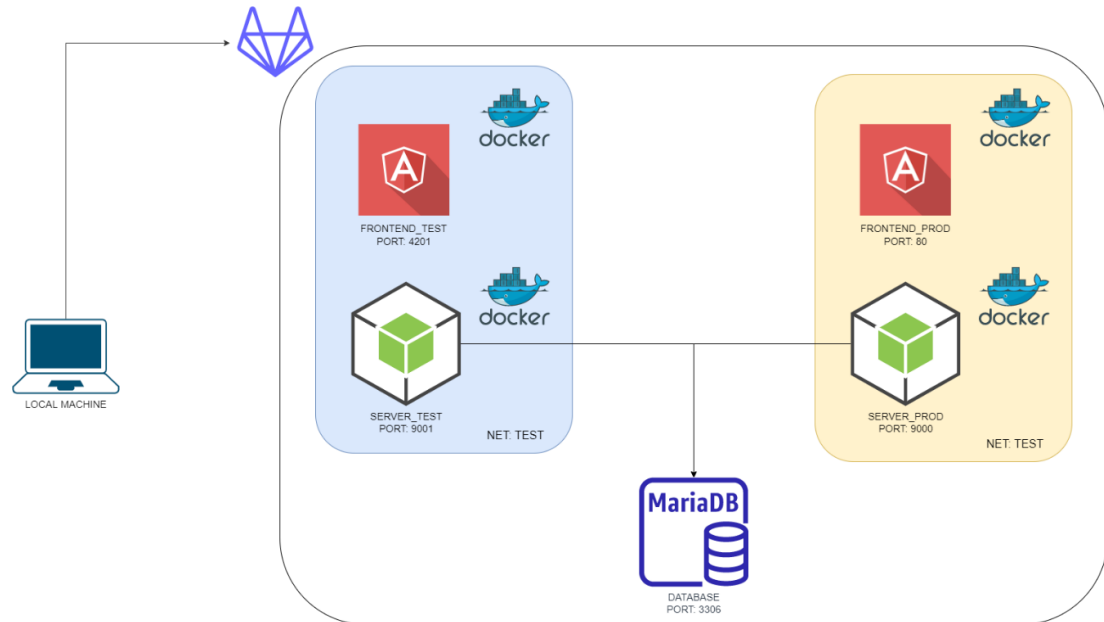 docker
docker
FRONTEND_TEST
PORT: 4201
FRONTEND_PROD
PORT: 80
docker
docker
LOCAL MACHINE
SERVER_TEST
PORT: 9001
NET: TEST
SERVER_PROD
PORT: 9000
NET: TEST
MariaDB
DATABASE
PORT: 3306